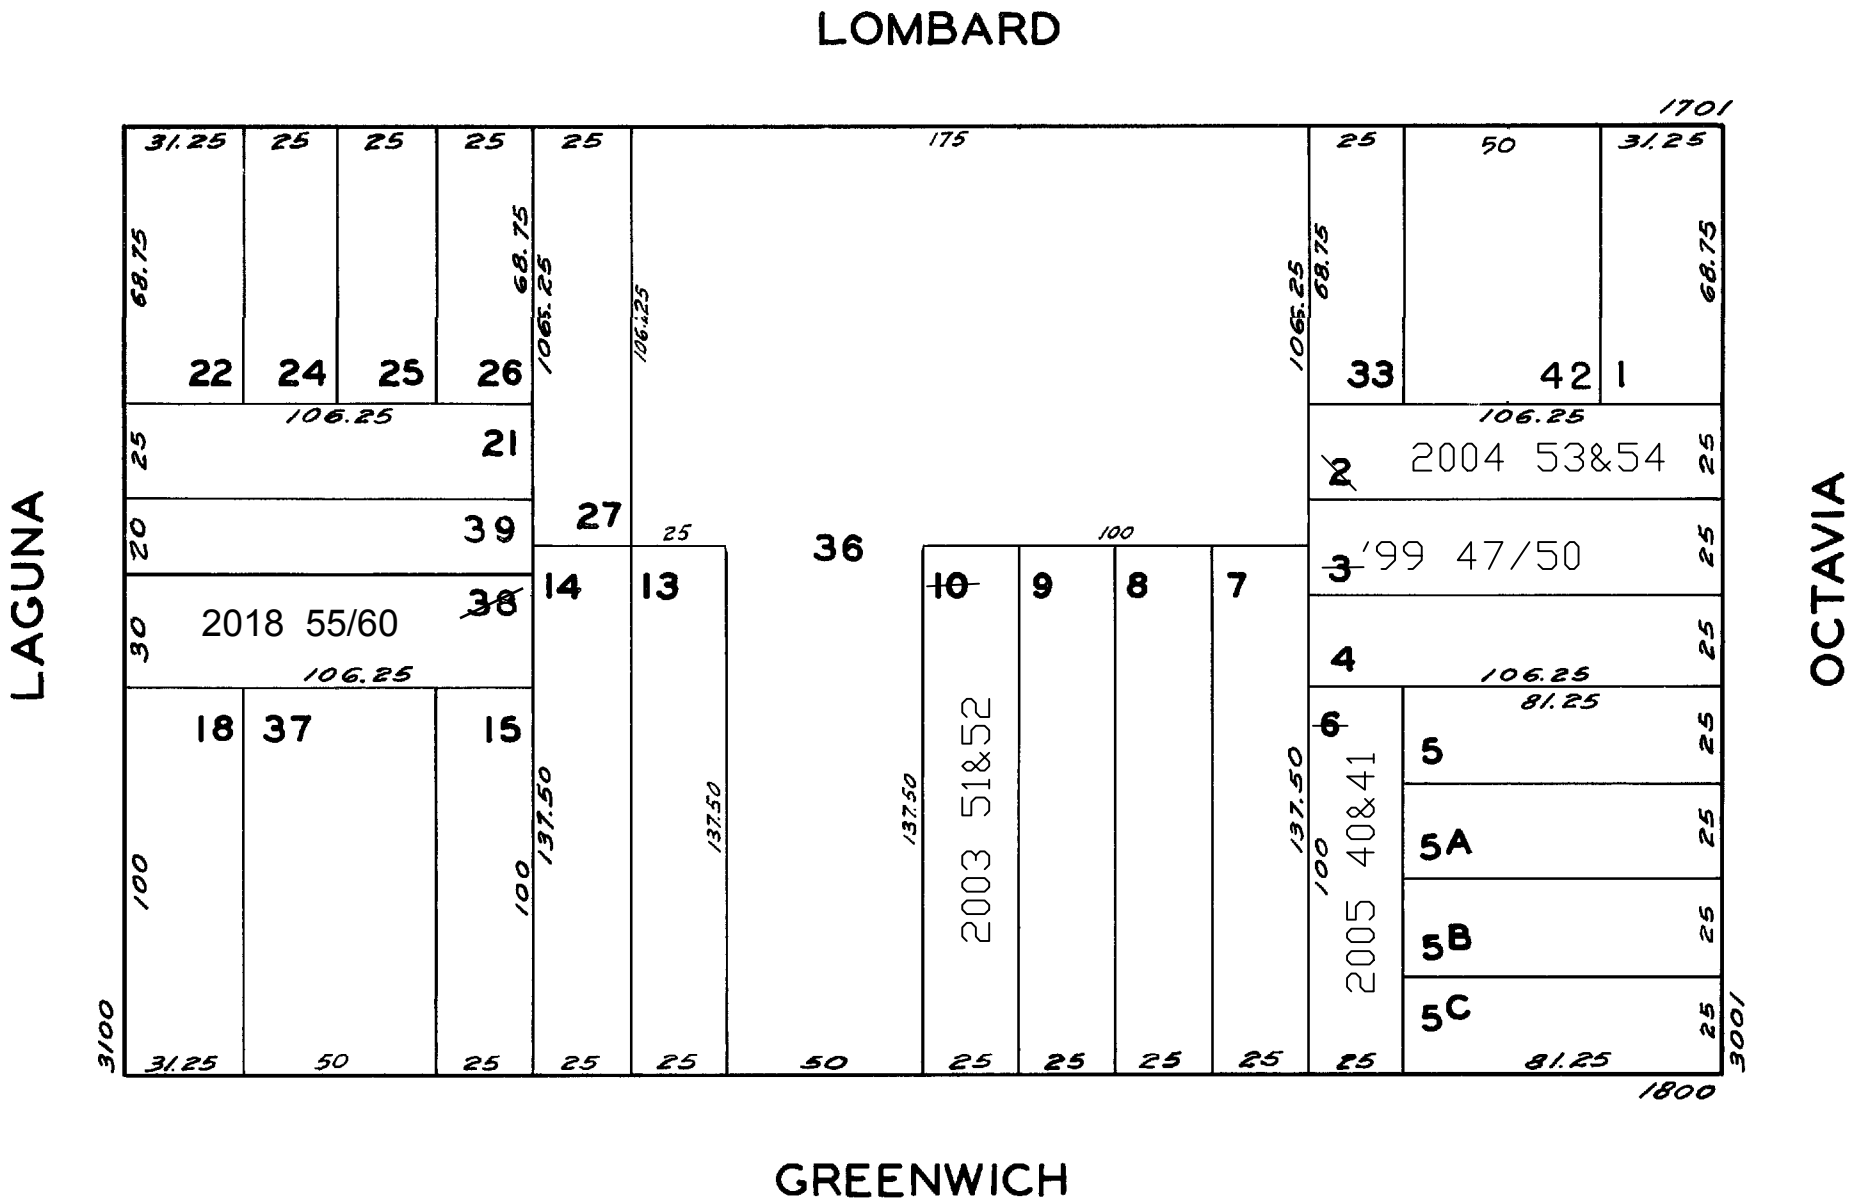 LOMBARD
1701
31.25 25 25 25 25 175 25 50 31.25
68.75 68.75 106.25 106.25 106.25 68.75 68.75
22 24 25 26 33 42 1
106.25 106.25
25 21 2 2004 53&54 25
20 39 27 25 36 100 3 '99 47/50 25
LAGUNA
OCTAVIA
30 2018 55/60 38 14 13 10 9 8 7 4 25
106.25 106.25
81.25
18 37 15 6 5 25
100 100 137.50 137.50 137.50 2003 51&52 137.50 100 2005 40&41 5A 25
5B 25
5C 25
3100 3001
31.25 50 25 25 25 50 25 25 25 25 25 81.25
1800
GREENWICH